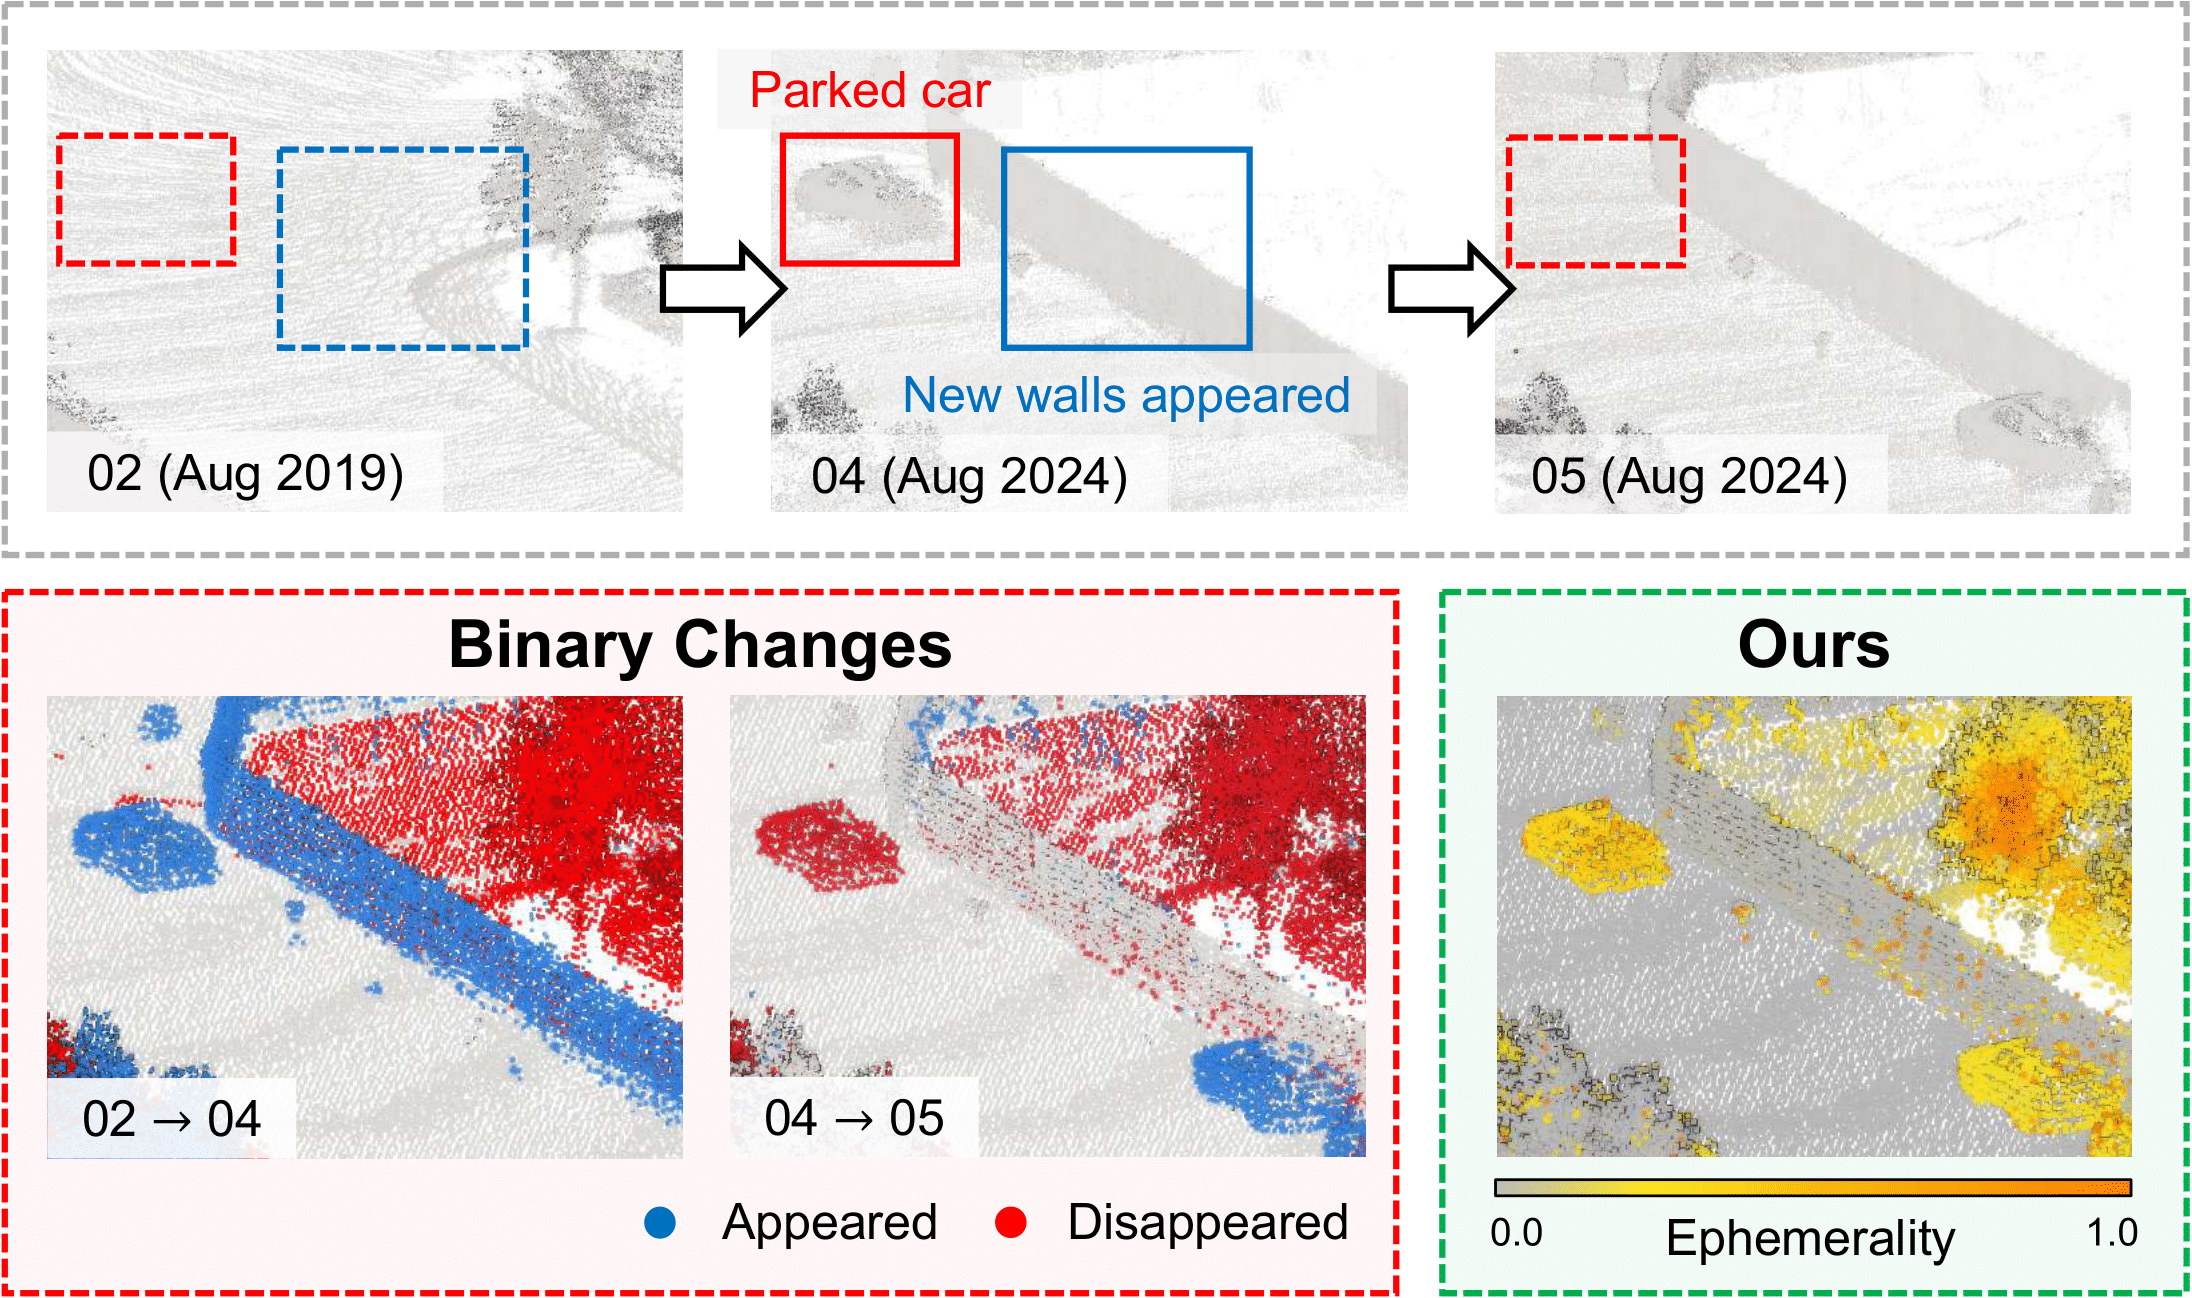 Parked car
New walls appeared
02 (Aug 2019)
04 (Aug 2024)
05 (Aug 2024)
Binary Changes
02 → 04
04 → 05
Appeared
Disappeared
Ours
0.0
Ephemerality
1.0